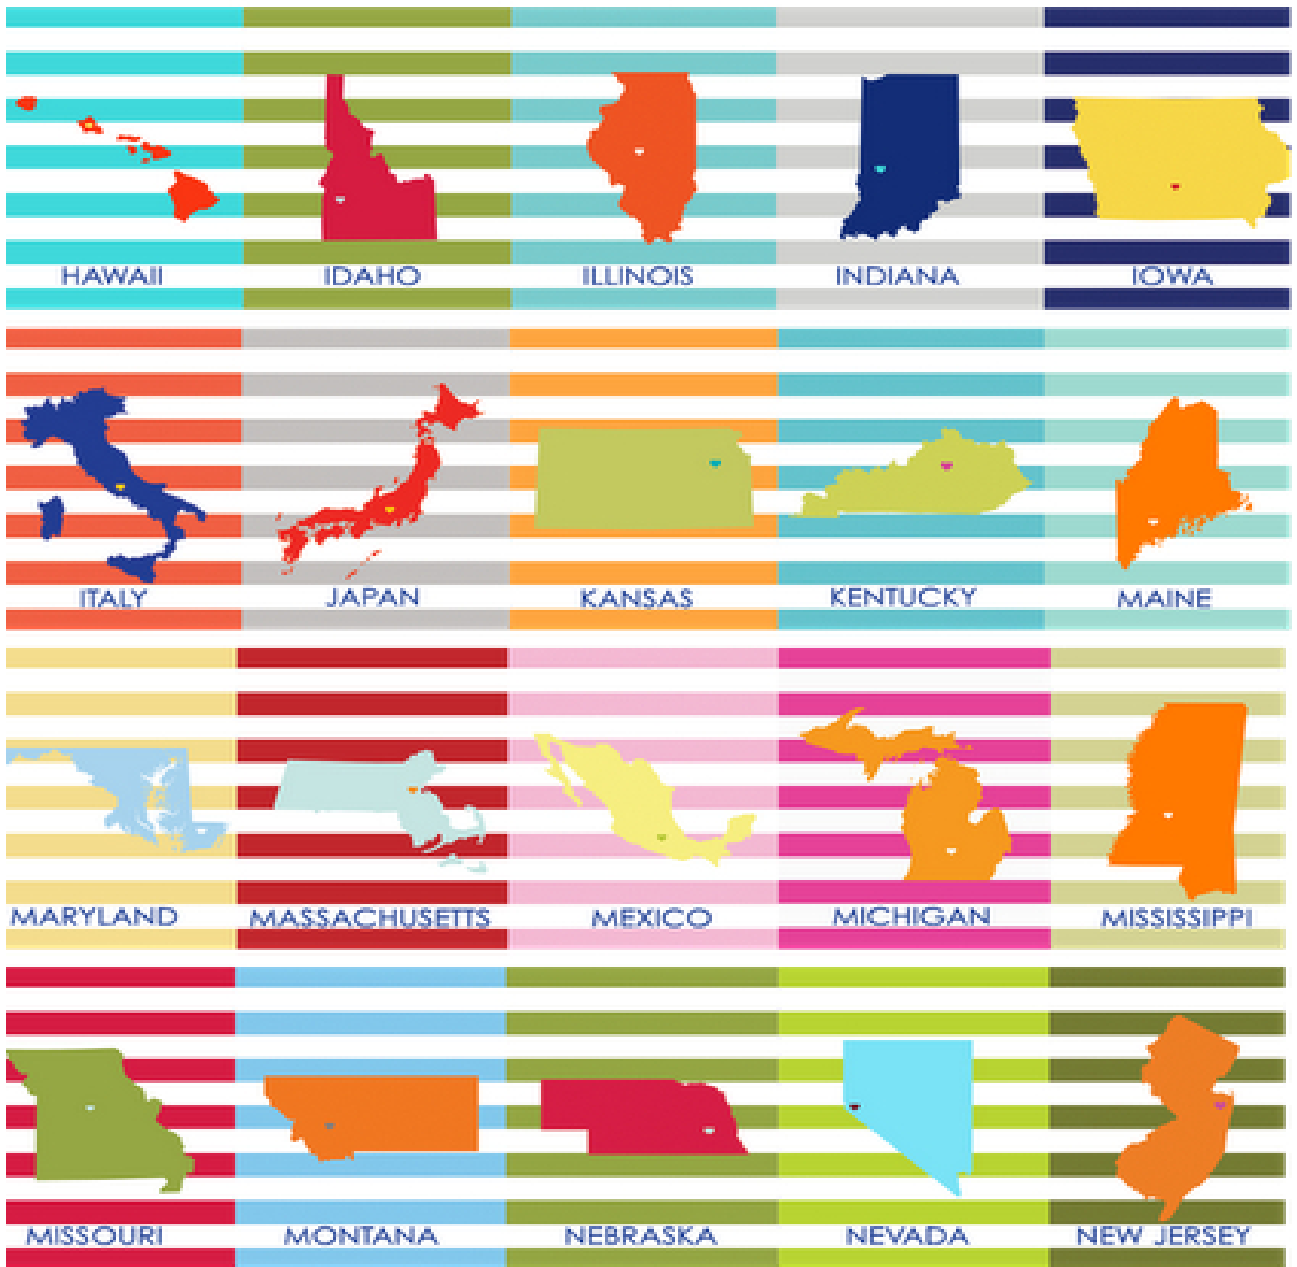 HAWAII IDAHO ILLINOIS INDIANA IOWA
ITALY JAPAN KANSAS KENTUCKY MAINE
MARYLAND MASSACHUSETTS MEXICO MICHIGAN MISSISSIPPI
MISSOURI MONTANA NEBRASKA NEVADA NEW JERSEY